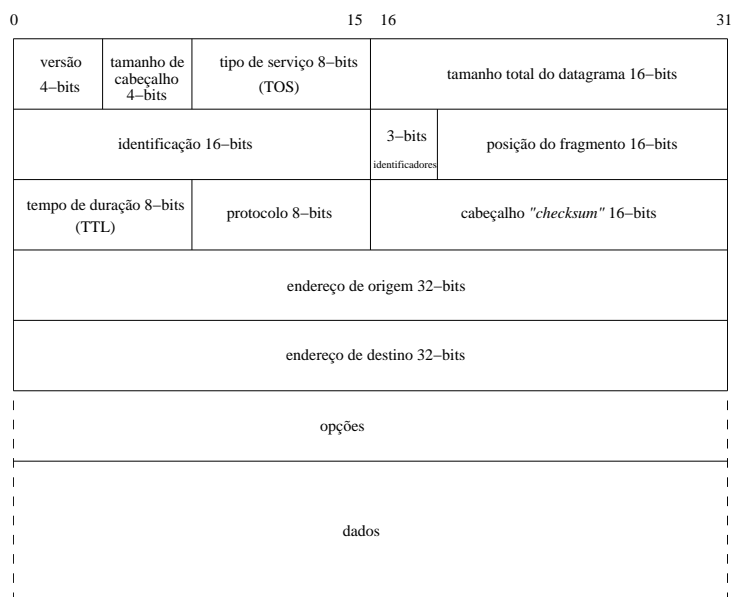 0 15 16 31
versão
4−bits
tamanho de
cabeçalho
4−bits
tipo de serviço 8−bits
(TOS)
tamanho total do datagrama 16−bits
identificação 16−bits
3−bits
identificadores
posição do fragmento 16−bits
tempo de duração 8−bits
(TTL)
protocolo 8−bits
cabeçalho "checksum" 16−bits
endereço de origem 32−bits
endereço de destino 32−bits
opções
dados